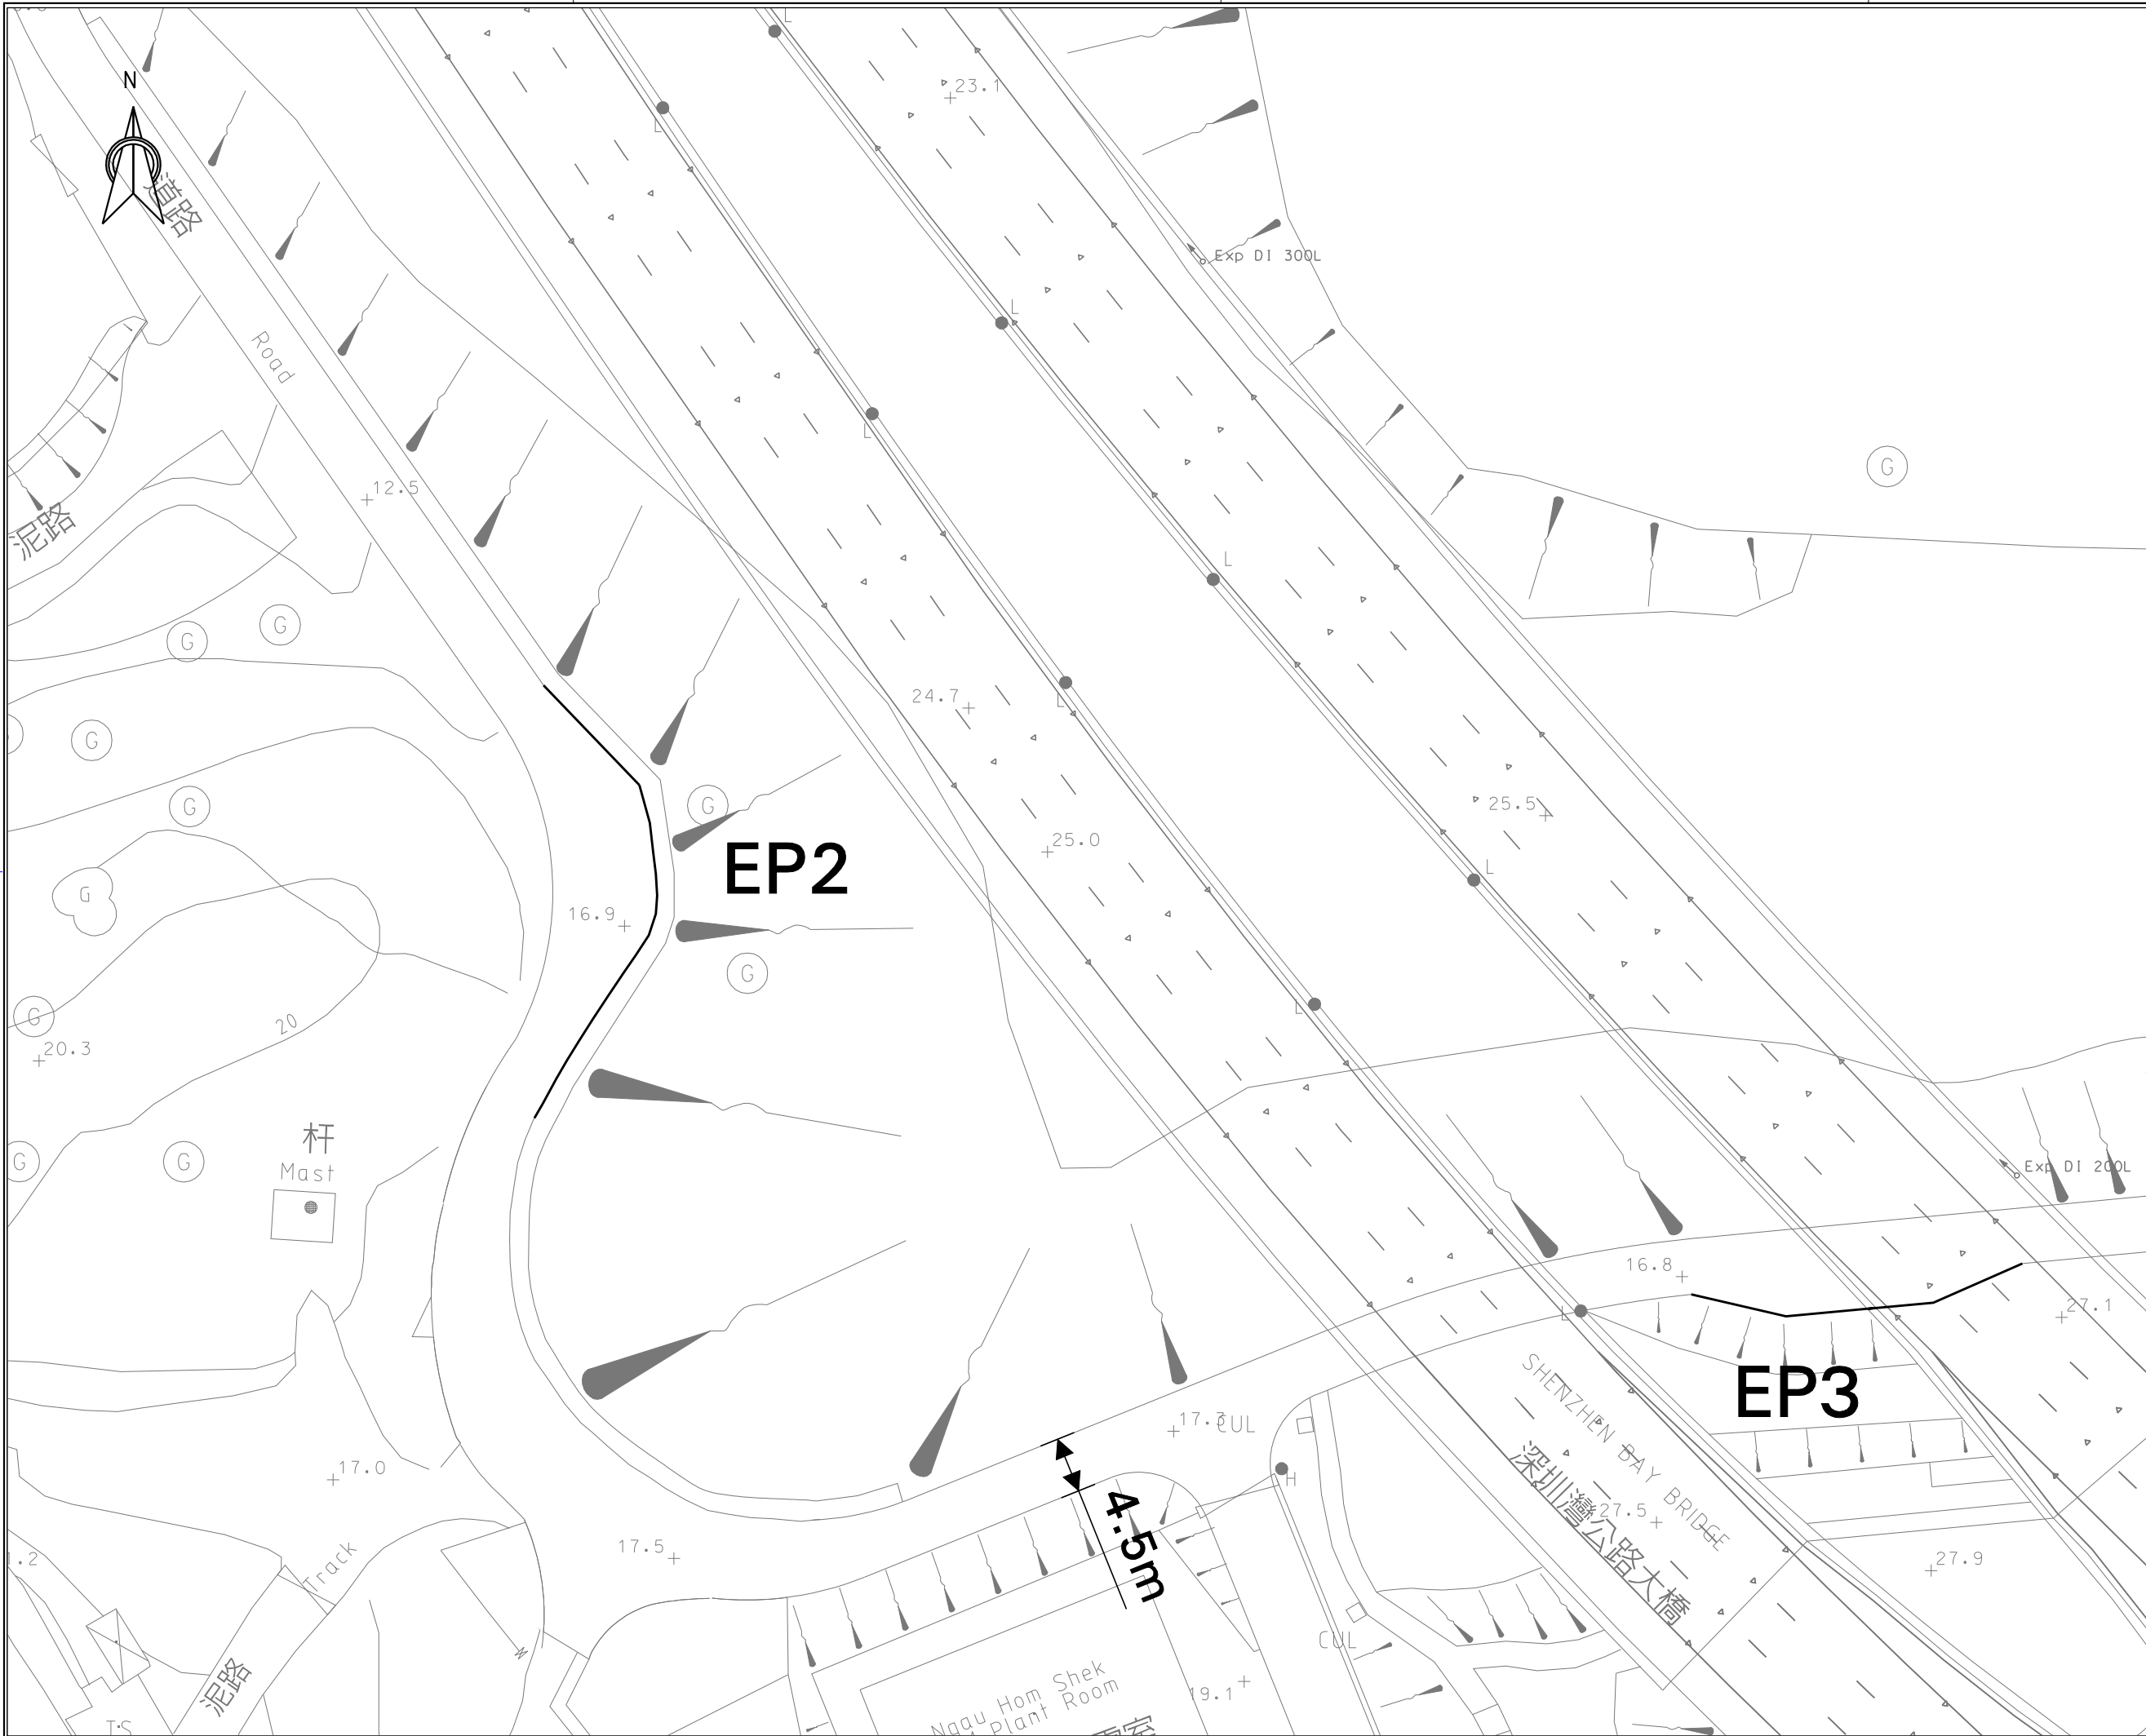 N
L
23.1
L
道路
Exp DI 300L
L
Road
L
G
12.5
泥路
L
G
G
24.7
L
G
G
G
25.5
25.0
L
EP2
G
16.9
G
L
G
20
20.3
杆
G
G
Mast
Exp DI 200L
16.8
27.1
L
EP3
17.3
CUL
SHENZHEN BAY BRIDGE
深圳灣公路大橋
17.0
H
4.5m
27.5
17.5
Track
27.9
CUL
泥路
19.1
Ngau Hom Shek
Plant Room
TS